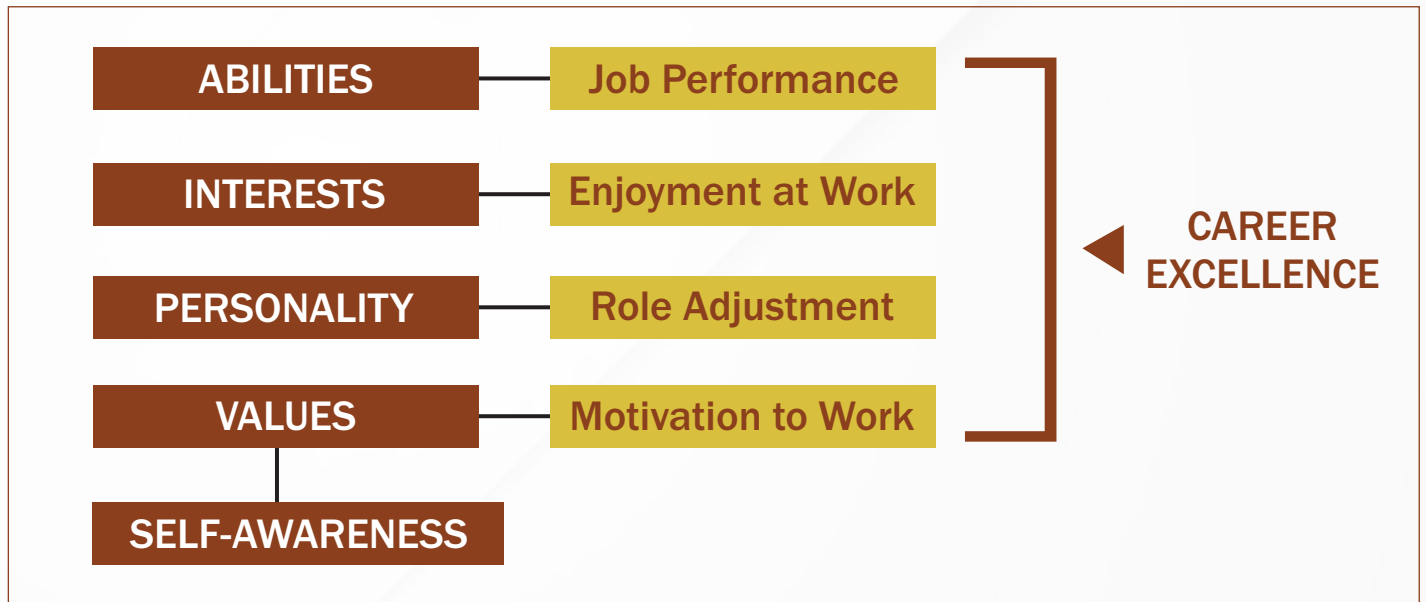 ABILITIES
Job Performance
INTERESTS
Enjoyment at Work
PERSONALITY
Role Adjustment
VALUES
Motivation to Work
SELF-AWARENESS
CAREER
EXCELLENCE